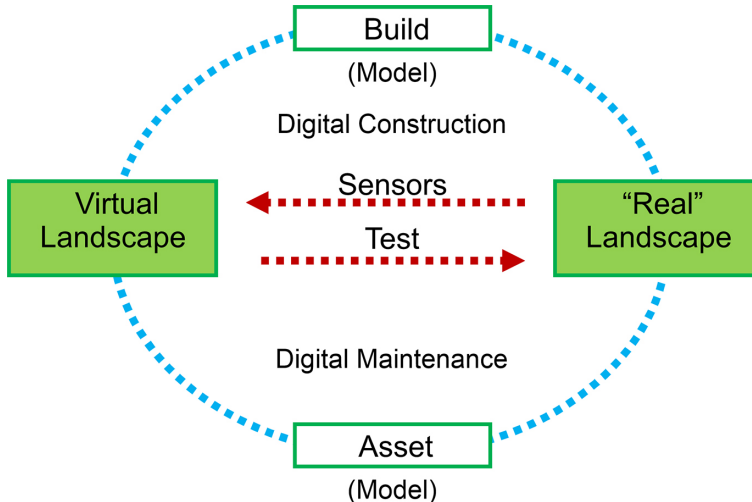 Build
(Model)
Digital Construction
Virtual
Landscape
Sensors
Test
“Real”
Landscape
Digital Maintenance
Asset
(Model)